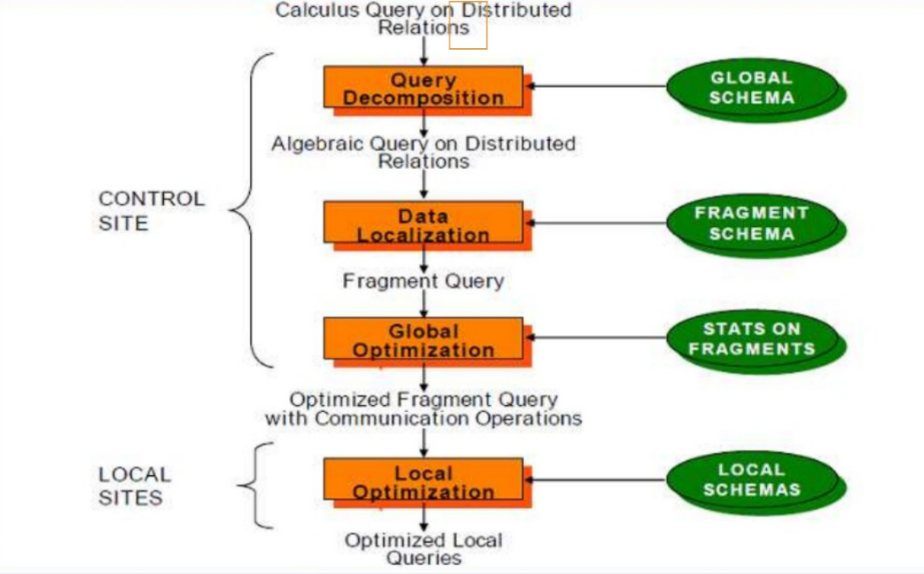 Calculus Query on Distributed
Relations
Query
Decomposition
GLOBAL
SCHEMA
Algebraic Query on Distributed
Relations
CONTROL
SITE
Data
Localization
FRAGMENT
SCHEMA
Fragment Query
Global
Optimization
STATS ON
FRAGMENTS
Optimized Fragment Query
with Communication Operations
LOCAL
SITES
Local
Optimization
LOCAL
SCHEMAS
Optimized Local
Queries